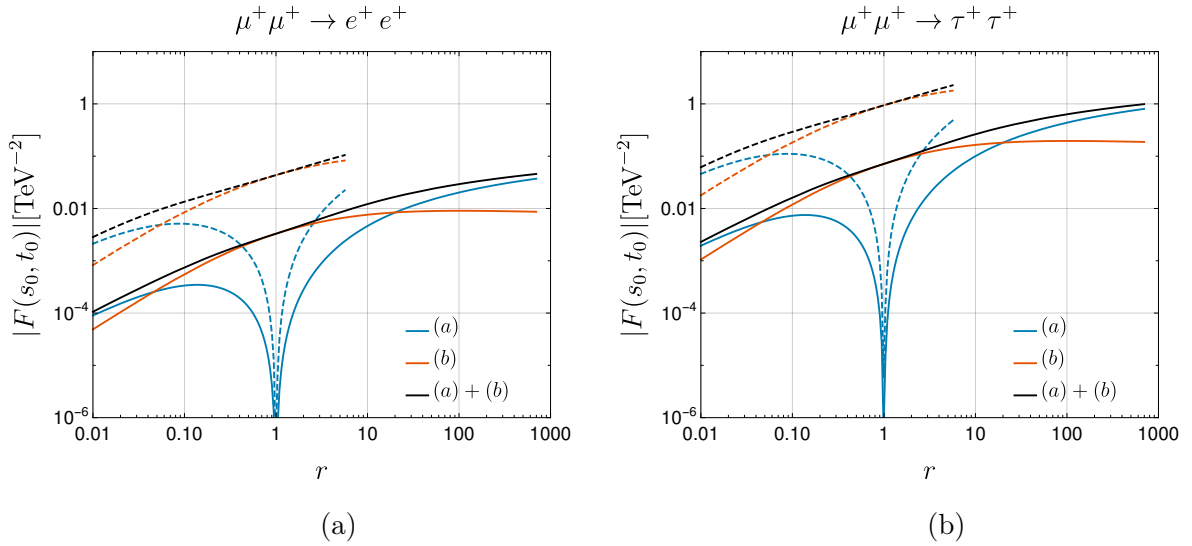 μ⁺μ⁺ → e⁺ e⁺
|F(s₀, t₀)|[TeV⁻²]
1
0.01
10⁻⁴
10⁻⁶
0.01 0.10 1 10 100 1000
r
(a)
(b)
(a) + (b)
(a)
μ⁺μ⁺ → τ⁺ τ⁺
|F(s₀, t₀)|[TeV⁻²]
1
0.01
10⁻⁴
10⁻⁶
0.01 0.10 1 10 100 1000
r
(a)
(b)
(a) + (b)
(b)